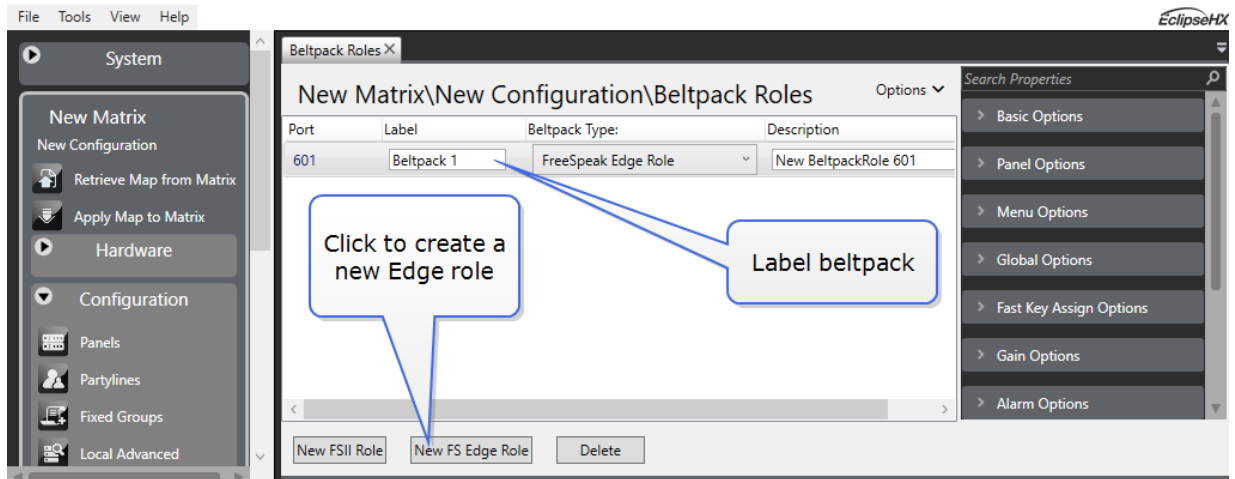 File Tools View Help
EclipseHX
System
New Matrix
New Configuration
Retrieve Map from Matrix
Apply Map to Matrix
Hardware
Configuration
Panels
Partylines
Fixed Groups
Local Advanced
Beltpack Roles
New Matrix\New Configuration\Beltpack Roles
Options
Port Label Beltpack Type: Description
601 Beltpack 1 FreeSpeak Edge Role New BeltpackRole 601
Click to create a
new Edge role
Label beltpack
New FSII Role New FS Edge Role Delete
Search Properties
Basic Options
Panel Options
Menu Options
Global Options
Fast Key Assign Options
Gain Options
Alarm Options